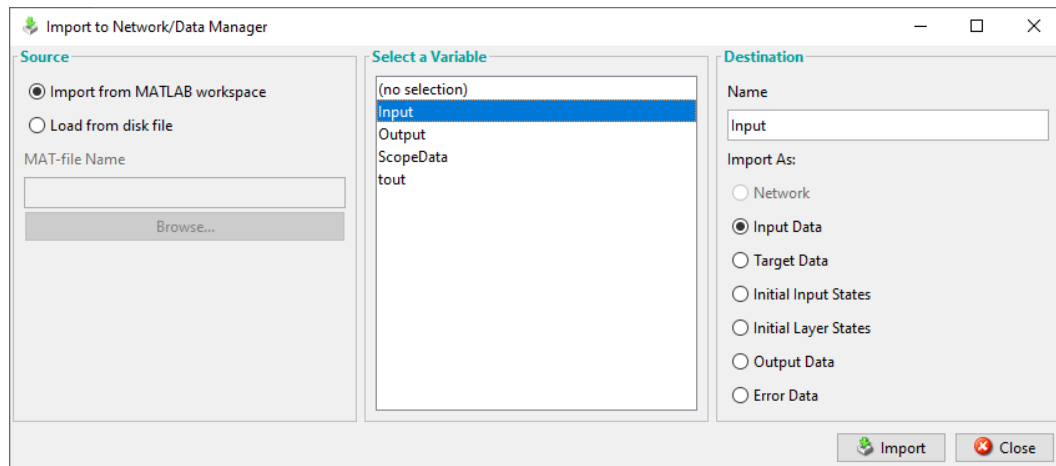 Import to Network/Data Manager
Source
Import from MATLAB workspace
Load from disk file
MAT-file Name
Browse...
Select a Variable
(no selection)
Input
Output
ScopeData
tout
Destination
Name
Input
Import As:
Network
Input Data
Target Data
Initial Input States
Initial Layer States
Output Data
Error Data
Import
Close